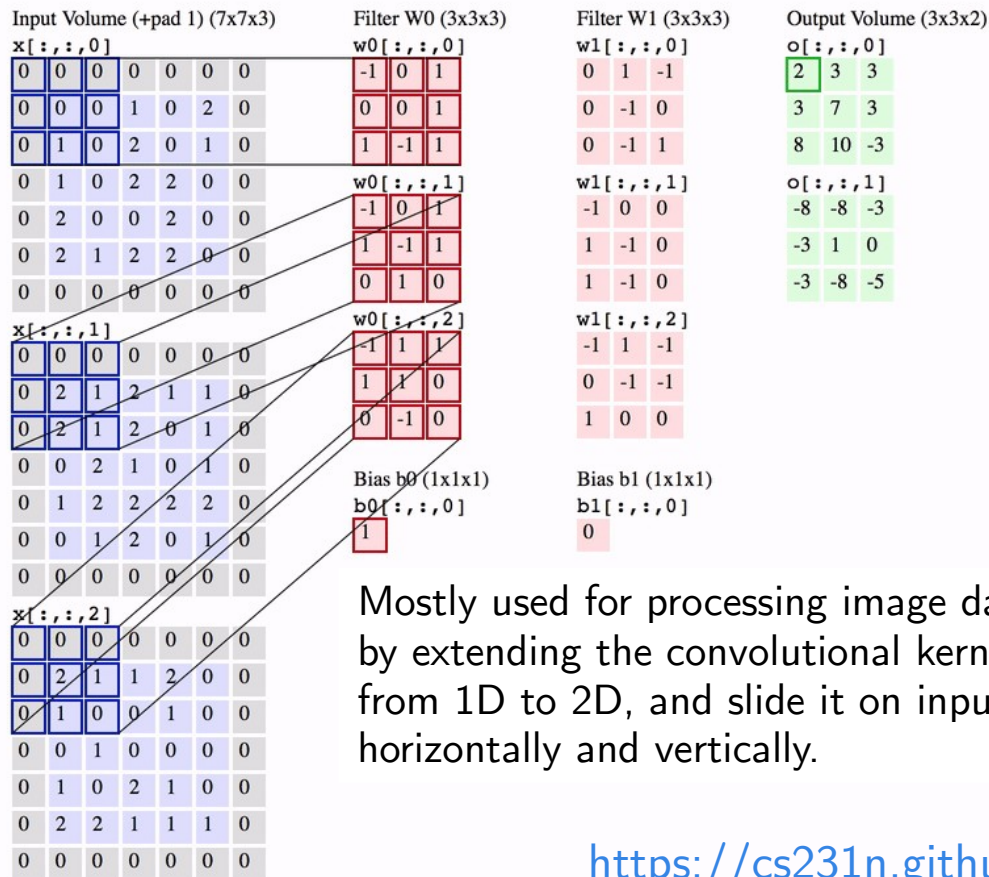 Input Volume (+pad 1) (7x7x3)
x[:,:,0]
0 0 0 0 0 0 0
0 0 0 1 0 2 0
0 1 0 2 0 1 0
0 1 0 2 2 0 0
0 2 0 0 2 0 0
0 2 1 2 2 0 0
0 0 0 0 0 0 0
x[:,:,1]
0 0 0 0 0 0 0
0 2 1 2 1 1 0
0 2 1 2 0 1 0
0 0 2 1 0 1 0
0 1 2 2 2 2 0
0 0 1 2 0 1 0
0 0 0 0 0 0 0
x[:,:,2]
0 0 0 0 0 0 0
0 2 1 1 2 0 0
0 1 0 0 1 0 0
0 0 1 0 0 0 0
0 1 0 2 1 0 0
0 2 2 1 1 1 0
0 0 0 0 0 0 0
Filter W0 (3x3x3)
w0[:,:,0]
-1 0 1
0 0 1
1 -1 1
w0[:,:,1]
-1 0 1
1 -1 1
0 1 0
w0[:,:,2]
-1 1 1
1 1 0
0 -1 0
Bias b0 (1x1x1)
b0[:,:,0]
1
Filter W1 (3x3x3)
w1[:,:,0]
0 1 -1
0 -1 0
0 -1 1
w1[:,:,1]
-1 0 0
1 -1 0
1 -1 0
w1[:,:,2]
-1 1 -1
0 -1 -1
1 0 0
Bias b1 (1x1x1)
b1[:,:,0]
0
Output Volume (3x3x2)
o[:,:,0]
2 3 3
3 7 3
8 10 -3
o[:,:,1]
-8 -8 -3
-3 1 0
-3 -8 -5
Mostly used for processing image da
by extending the convolutional kern
from 1D to 2D, and slide it on inpu
horizontally and vertically.
https://cs231n.githu